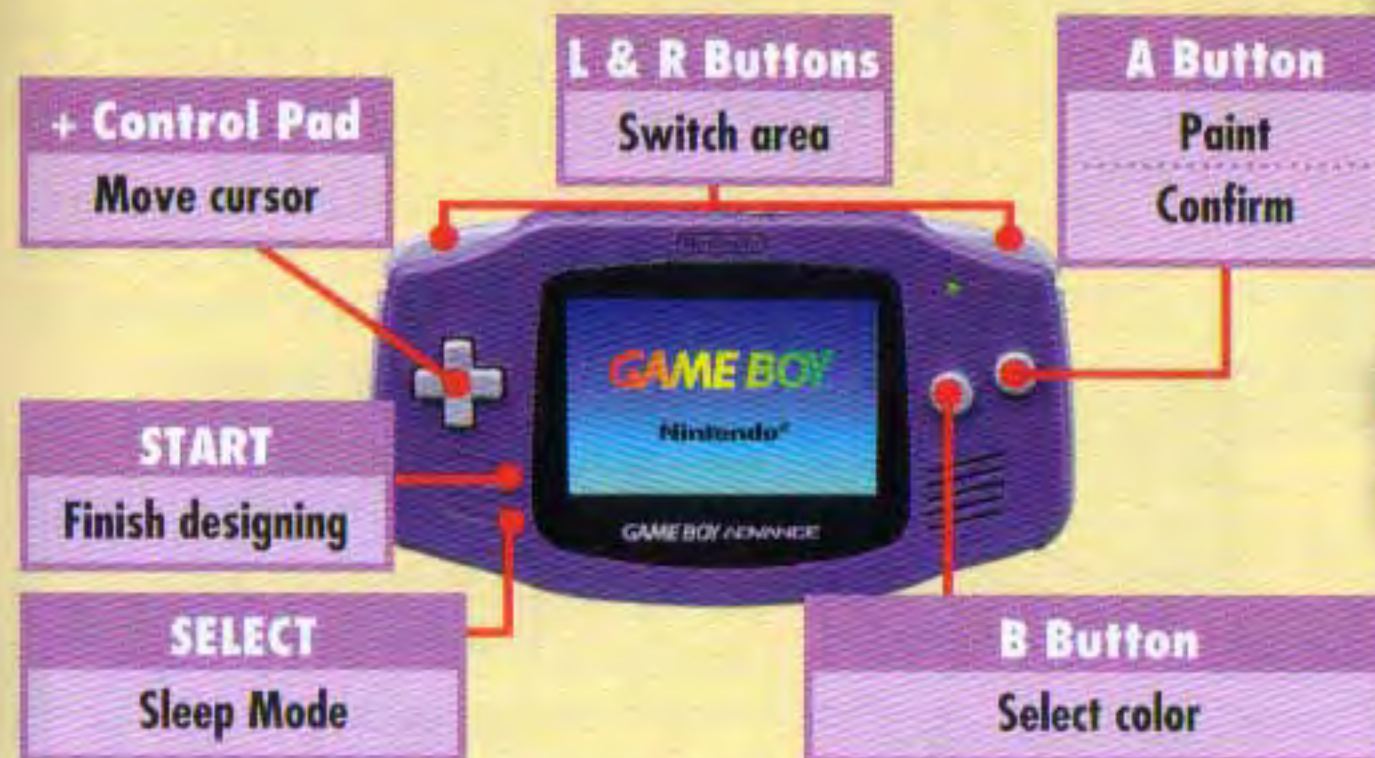 L & R Buttons
Switch area
A Button
Paint
Confirm
+ Control Pad
Move cursor
Nintendo
GAME BOY
Nintendo®
GAME BOY ADVANCE
START
Finish designing
SELECT
Sleep Mode
B Button
Select color